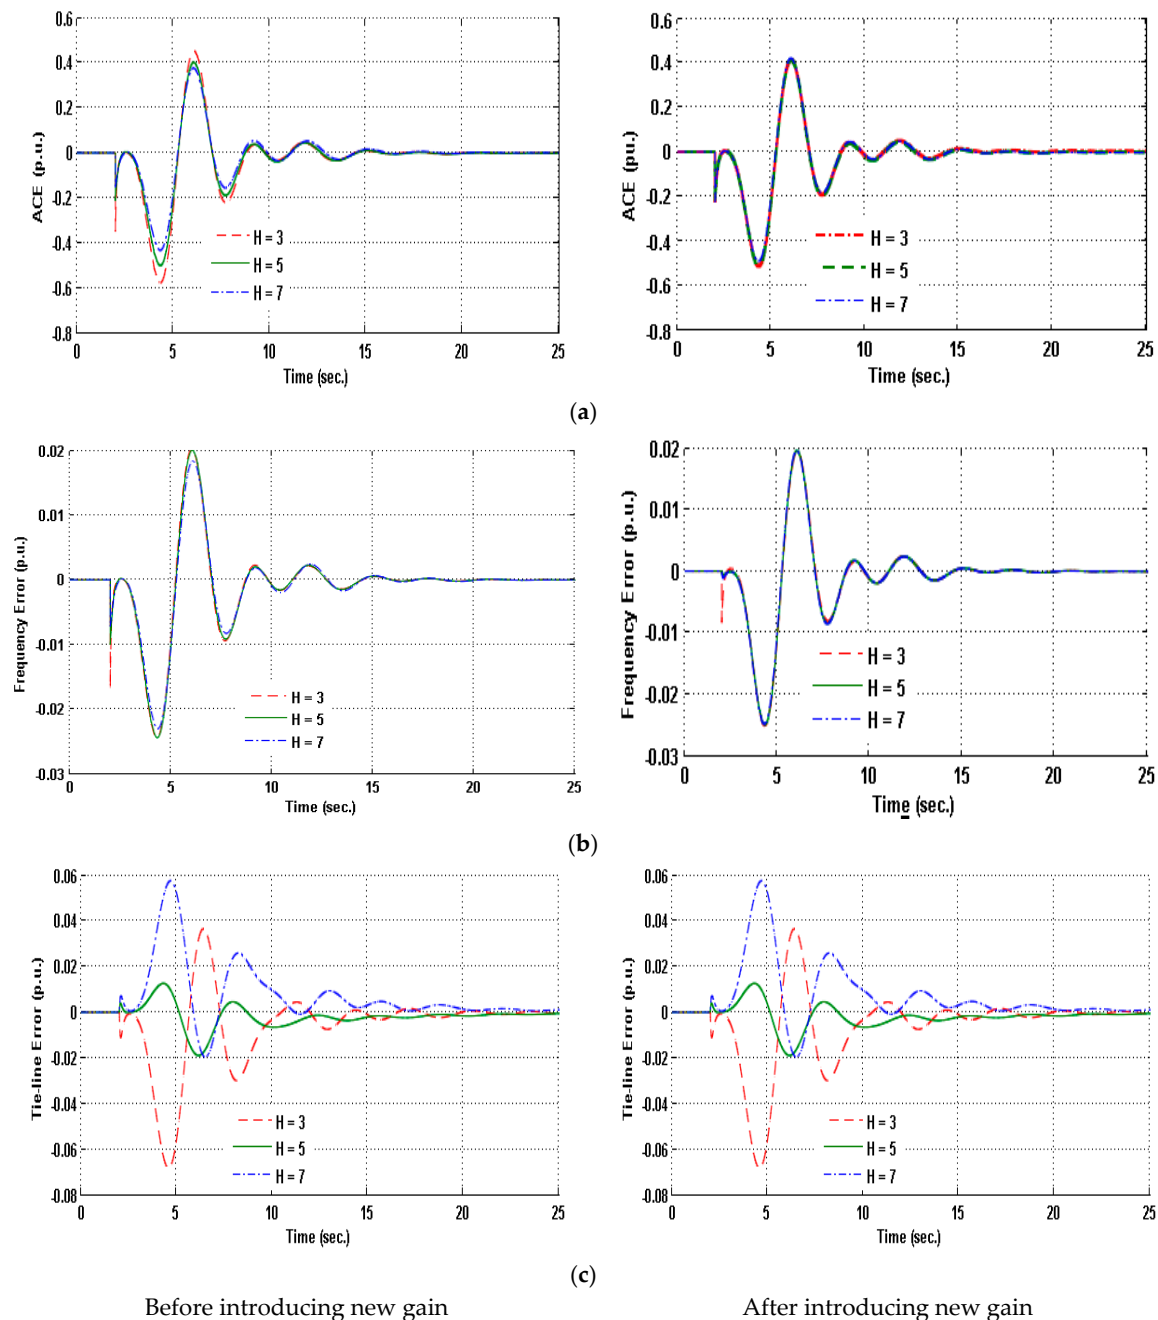 0.6
0.4
0.2
0
-0.2
-0.4
-0.6
-0.8
ACE (p.u.)
H = 3
H = 5
H = 7
0 5 10 15 20 25
Time (sec.)
0.6
0.4
0.2
0
-0.2
-0.4
-0.6
-0.8
ACE (pu.)
H = 3
H = 5
H = 7
0 5 10 15 20 25
Time (sec.)
(a)
0.02
0.01
0
-0.01
-0.02
-0.03
Frequency Error (p.u.)
H = 3
H = 5
H = 7
0 5 10 15 20 25
Time (sec.)
0.02
0.01
0
-0.01
-0.02
-0.03
Frequency Error (p.u.)
H = 3
H = 5
H = 7
0 5 10 15 20 25
Time (sec.)
(b)
0.06
0.04
0.02
0
-0.02
-0.04
-0.06
-0.08
Tie-line Error (p.u.)
H = 3
H = 5
H = 7
0 5 10 15 20 25
Time (sec.)
0.06
0.04
0.02
0
-0.02
-0.04
-0.06
-0.08
Tie-line Error (p.u.)
H = 3
H = 5
H = 7
0 5 10 15 20 25
Time (sec.)
(c)
Before introducing new gain
After introducing new gain